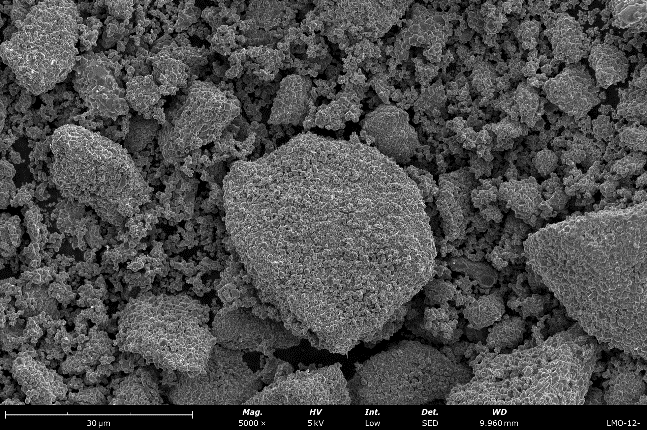 Mag. HV Int. Det. WD
30 µm 5000 × 5 kV Low SED 9.960 mm LMO-12-